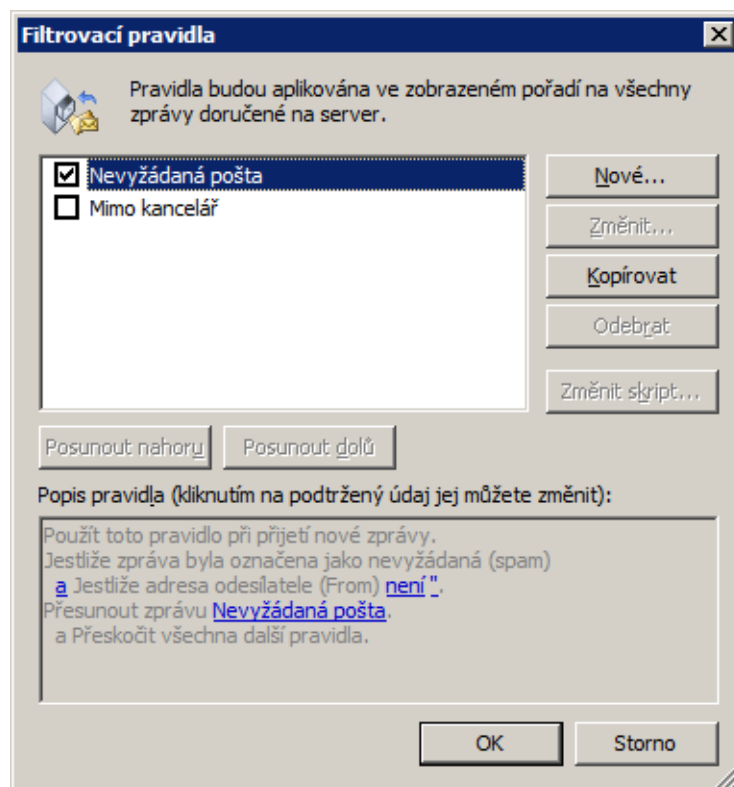 Filtrovací pravidla
Pravidla budou aplikována ve zobrazeném pořadí na všechny
zprávy doručené na server.
Nevyžádaná pošta
Mimo kancelář
Nové...
Změnit...
Kopírovat
Odebrat
Změnit skript...
Posunout nahoru
Posunout dolů
Popis pravidla (kliknutím na podtržený údaj jej můžete změnit):
Použít toto pravidlo při přijetí nové zprávy.
Jestliže zpráva byla označena jako nevyžádaná (spam)
a Jestliže adresa odesílatele (From) není ''.
Přesunout zprávu Nevyžádaná pošta.
a Přeskočit všechna další pravidla.
OK
Storno